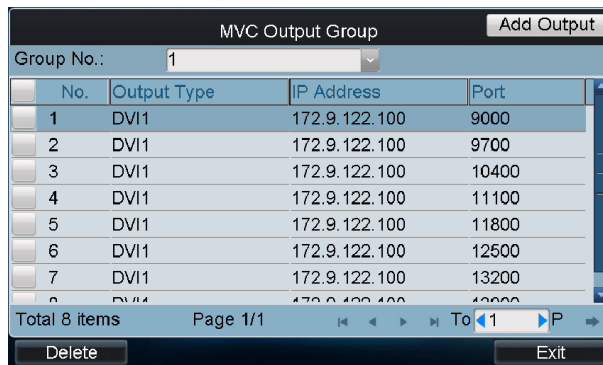 MVC Output Group
Add Output
Group No.: 1
No. Output Type IP Address Port
1 DVI1 172.9.122.100 9000
2 DVI1 172.9.122.100 9700
3 DVI1 172.9.122.100 10400
4 DVI1 172.9.122.100 11100
5 DVI1 172.9.122.100 11800
6 DVI1 172.9.122.100 12500
7 DVI1 172.9.122.100 13200
Total 8 items Page 1/1 To 1 P
Delete Exit